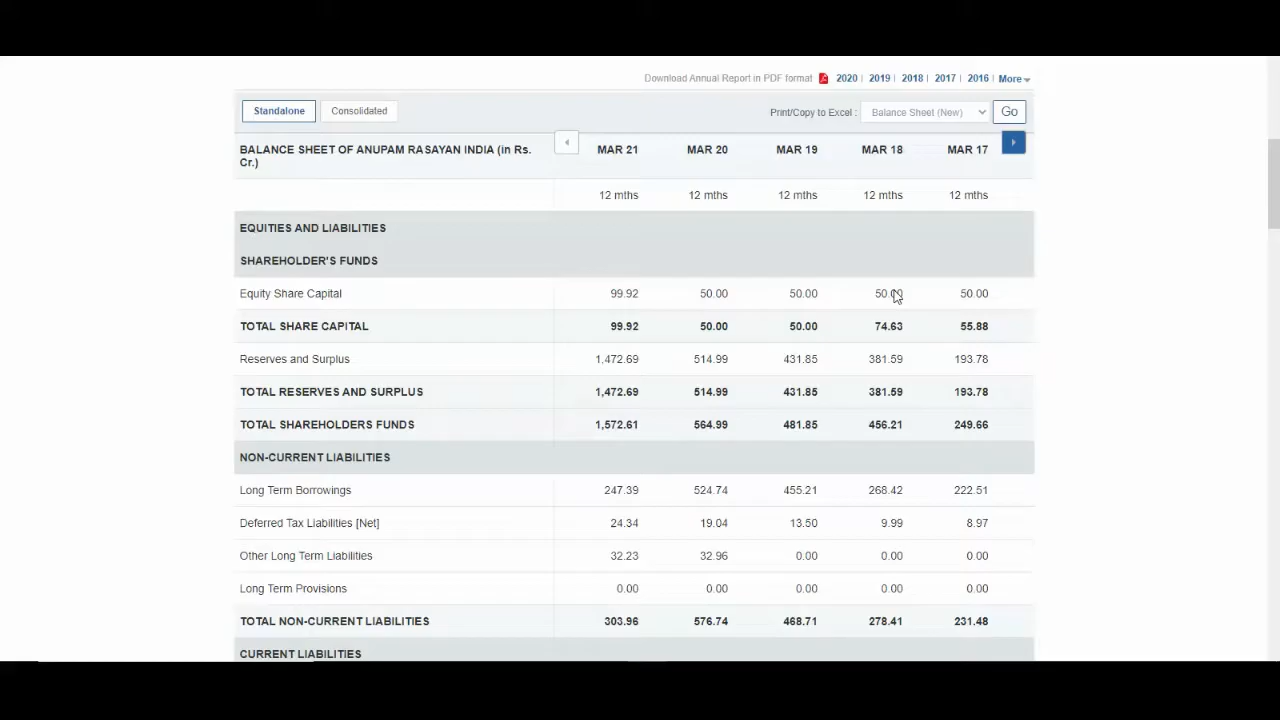 Download Annual Report in PDF format 2020 | 2019 | 2018 | 2017 | 2016 | More
Standalone Consolidated Print/Copy to Excel : Balance Sheet (New) Go
BALANCE SHEET OF ANUPAM RASAYAN INDIA (in Rs. MAR 21 MAR 20 MAR 19 MAR 18 MAR 17
Cr.)
12 mths 12 mths 12 mths 12 mths 12 mths
EQUITIES AND LIABILITIES
SHAREHOLDER'S FUNDS
Equity Share Capital 99.92 50.00 50.00 50.00 50.00
TOTAL SHARE CAPITAL 99.92 50.00 50.00 74.63 55.88
Reserves and Surplus 1,472.69 514.99 431.85 381.59 193.78
TOTAL RESERVES AND SURPLUS 1,472.69 514.99 431.85 381.59 193.78
TOTAL SHAREHOLDERS FUNDS 1,572.61 564.99 481.85 456.21 249.66
NON-CURRENT LIABILITIES
Long Term Borrowings 247.39 524.74 455.21 268.42 222.51
Deferred Tax Liabilities [Net] 24.34 19.04 13.50 9.99 8.97
Other Long Term Liabilities 32.23 32.96 0.00 0.00 0.00
Long Term Provisions 0.00 0.00 0.00 0.00 0.00
TOTAL NON-CURRENT LIABILITIES 303.96 576.74 468.71 278.41 231.48
CURRENT LIABILITIES